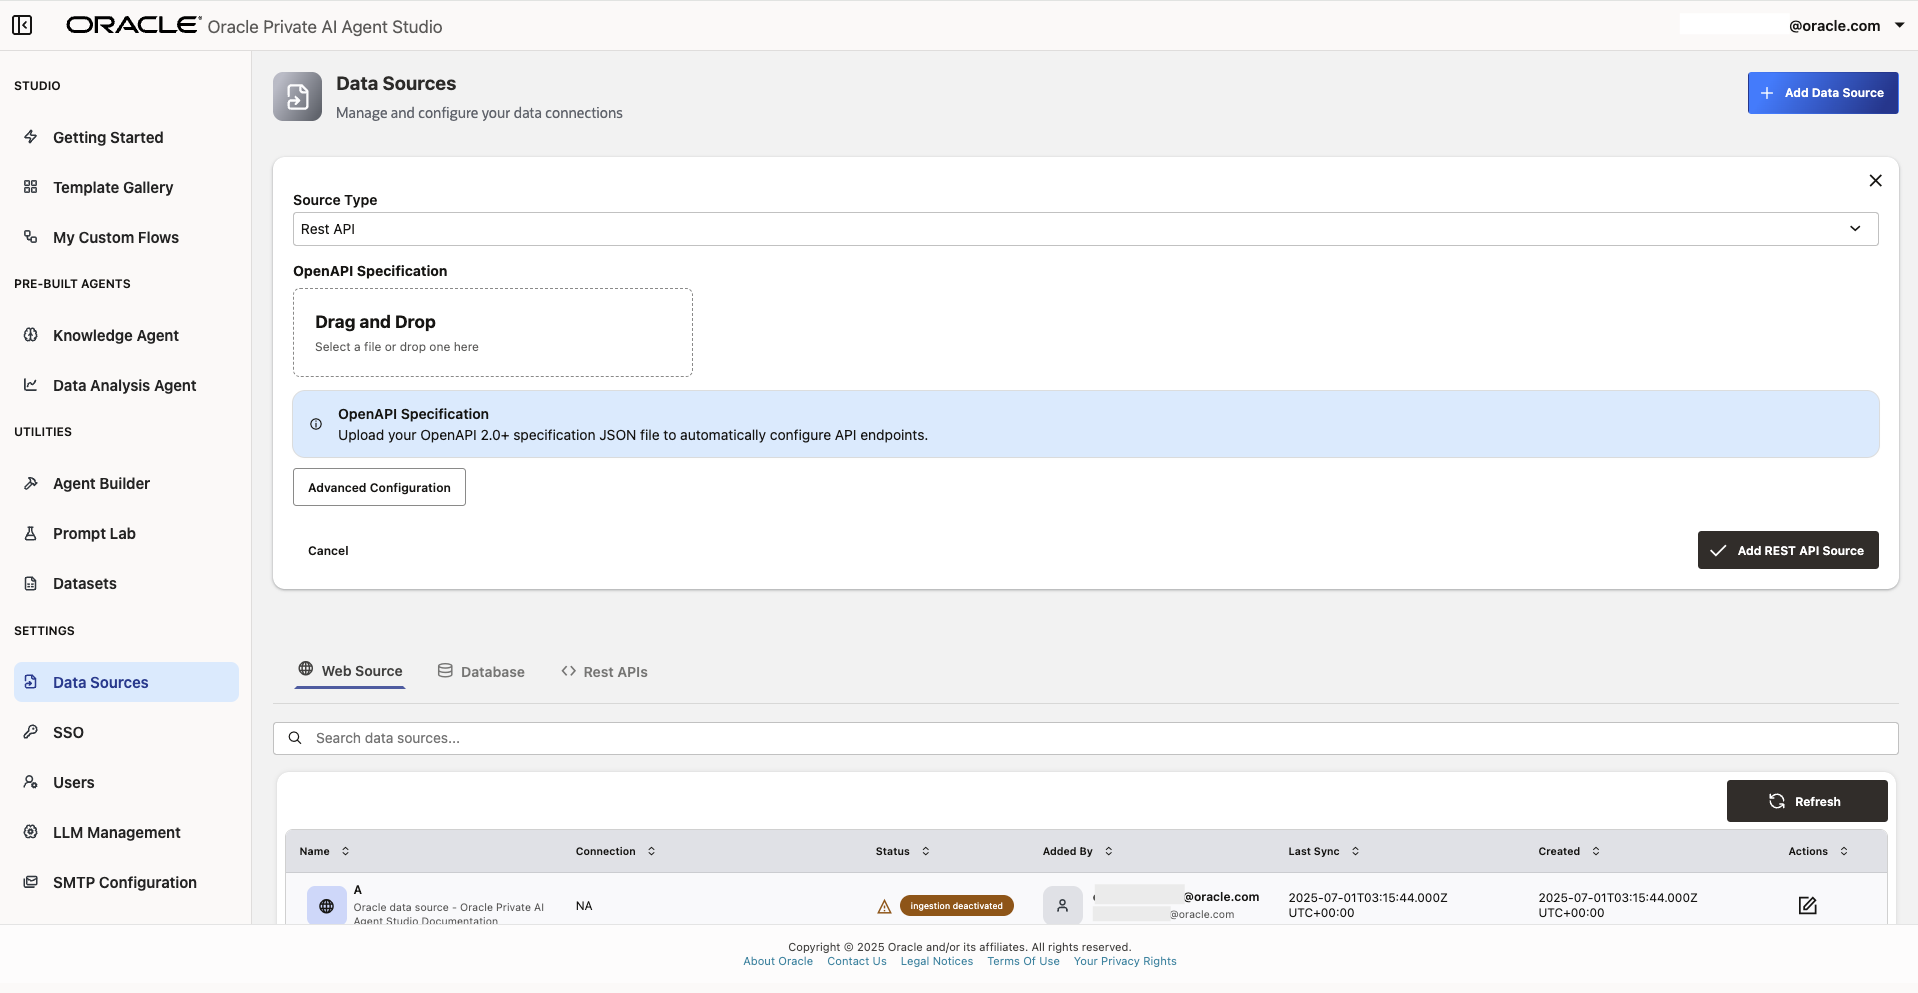 ORACLE Oracle Private AI Agent Studio
@oracle.com
STUDIO
Getting Started
Template Gallery
My Custom Flows
PRE-BUILT AGENTS
Knowledge Agent
Data Analysis Agent
UTILITIES
Agent Builder
Prompt Lab
Datasets
SETTINGS
Data Sources
SSO
Users
LLM Management
SMTP Configuration
Data Sources
Manage and configure your data connections
Add Data Source
Source Type
Rest API
OpenAPI Specification
Drag and Drop
Select a file or drop one here
OpenAPI Specification
Upload your OpenAPI 2.0+ specification JSON file to automatically configure API endpoints.
Advanced Configuration
Cancel
Add REST API Source
Web Source Database Rest APIs
Search data sources...
Refresh
Name Connection Status Added By Last Sync Created Actions
A
Oracle data source - Oracle Private AI
Agent Studio Documentation
NA
ingestion deactivated
@oracle.com
@oracle.com
2025-07-01T03:15:44.000Z
UTC+00:00
2025-07-01T03:15:44.000Z
UTC+00:00
Copyright © 2025 Oracle and/or its affiliates. All rights reserved.
About Oracle Contact Us Legal Notices Terms Of Use Your Privacy Rights